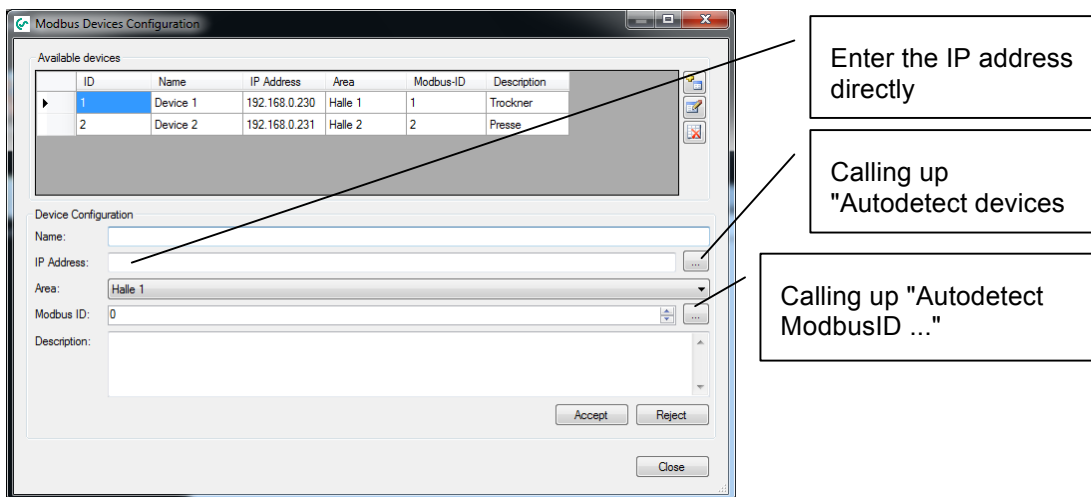 Modbus Devices Configuration
Available devices
ID Name IP Address Area Modbus-ID Description
1 Device 1 192.168.0.230 Halle 1 1 Trockner
2 Device 2 192.168.0.231 Halle 2 2 Presse
Device Configuration
Name:
IP Address:
...
Area: Halle 1
Modbus ID: 0
...
Description:
Accept Reject
Close
Enter the IP address
directly
Calling up
"Autodetect devices
Calling up "Autodetect
ModbusID ..."